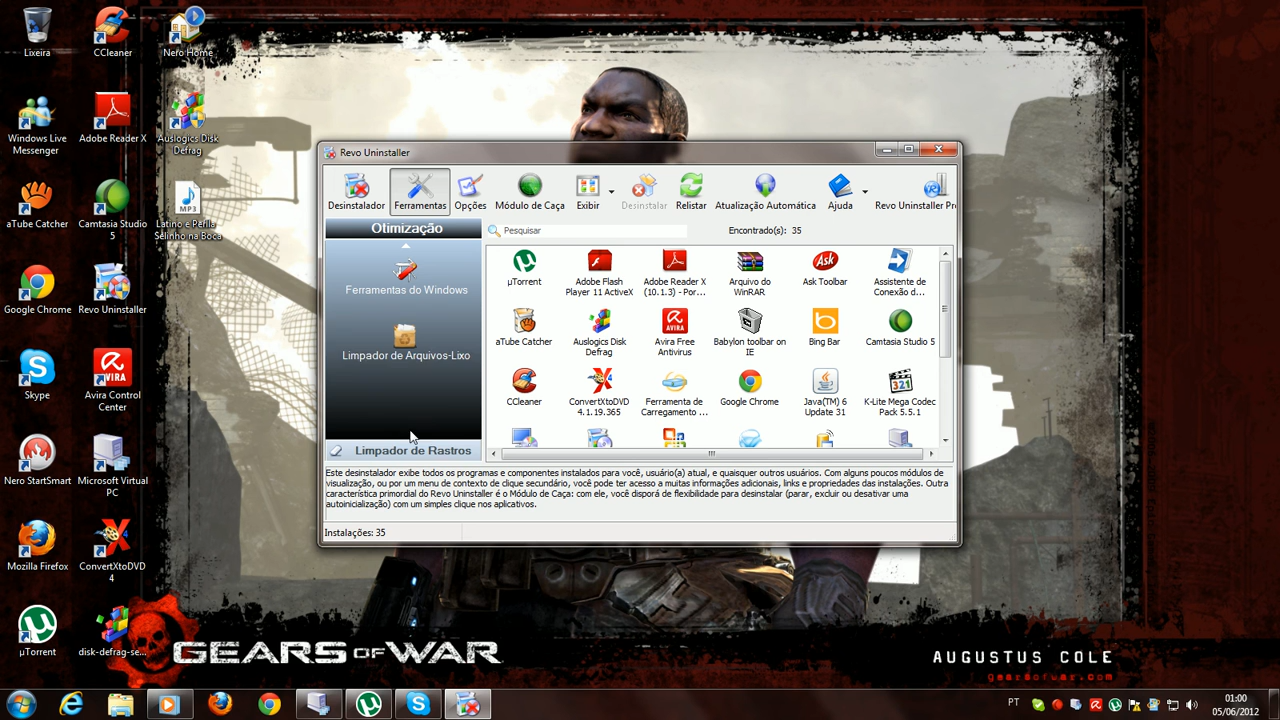 Lixeira
CCleaner
Nero Home
Windows Live
Messenger
Adobe Reader X
Auslogics Disk
Defrag
aTube Catcher
Camtasia Studio
5
MP3
Latino e Perlla
Selinho na Boca
Google Chrome
Revo Uninstaller
Skype
Avira Control
Center
Nero StartSmart
Microsoft Virtual
PC
Mozilla Firefox
ConvertXtoDVD
4
µTorrent
disk-defrag-se...
Revo Uninstaller
Desinstalador
Ferramentas
Opções
Módulo de Caça
Exibir
Desinstalar
Relistar
Atualização Automática
Ajuda
Revo Uninstaller Pr
Otimização
Ferramentas do Windows
Limpador de Arquivos-Lixo
Limpador de Rastros
Pesquisar
Encontrado(s): 35
µTorrent
Adobe Flash
Player 11 ActiveX
Adobe Reader X
(10.1.3) - Por...
Arquivo do
WinRAR
Ask
Ask Toolbar
Assistente de
Conexão d...
aTube Catcher
Auslogics Disk
Defrag
AVIRA
Avira Free
Antivirus
Babylon toolbar on
IE
Bing Bar
Camtasia Studio 5
CCleaner
ConvertXtoDVD
4.1.19.365
Ferramenta de
Carregamento ...
Google Chrome
Java(TM) 6
Update 31
321
K-Lite Mega Codec
Pack 5.5.1
Este desinstalador exibe todos os programas e componentes instalados para você, usuário(a) atual, e quaisquer outros usuários. Com alguns poucos módulos de
visualização, ou por um menu de contexto de clique secundário, você pode ter acesso a muitas informações adicionais, links e propriedades das instalações. Outra
característica primordial do Revo Uninstaller é o Módulo de Caça: com ele, você disporá de flexibilidade para desinstalar (parar, excluir ou desativar uma
autoinicialização) com um simples clique nos aplicativos.
Instalações: 35
GEARS OF WAR
AUGUSTUS COLE
gearsofwar.com
PT
01:00
05/06/2012